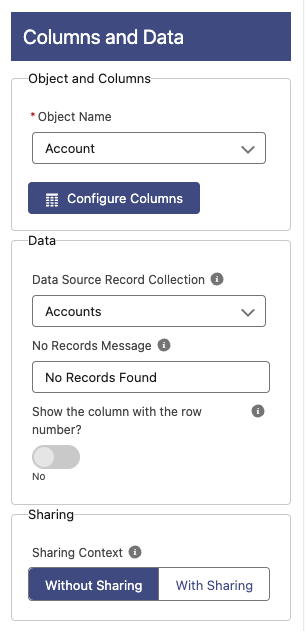 Columns and Data
Object and Columns
* Object Name
Account
Configure Columns
Data
Data Source Record Collection
Accounts
No Records Message
No Records Found
Show the column with the row
number?
No
Sharing
Sharing Context
Without Sharing With Sharing